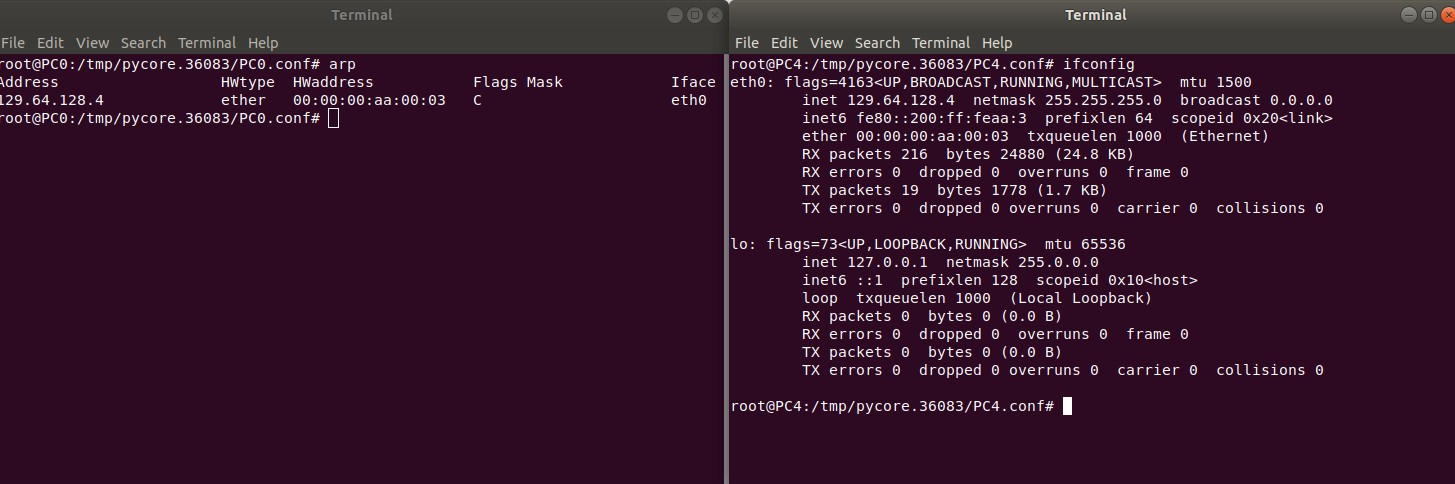 Terminal
File Edit View Search Terminal Help
root@PC0:/tmp/pycore.36083/PC0.conf# arp
Address                  HWtype  HWaddress           Flags Mask            Iface
129.64.128.4             ether   00:00:00:aa:00:03   C                     eth0
root@PC0:/tmp/pycore.36083/PC0.conf#
Terminal
File Edit View Search Terminal Help
root@PC4:/tmp/pycore.36083/PC4.conf# ifconfig
eth0: flags=4163<UP,BROADCAST,RUNNING,MULTICAST>  mtu 1500
        inet 129.64.128.4  netmask 255.255.255.0  broadcast 0.0.0.0
        inet6 fe80::200:ff:feaa:3  prefixlen 64  scopeid 0x20<link>
        ether 00:00:00:aa:00:03  txqueuelen 1000  (Ethernet)
        RX packets 216  bytes 24880 (24.8 KB)
        RX errors 0  dropped 0  overruns 0  frame 0
        TX packets 19  bytes 1778 (1.7 KB)
        TX errors 0  dropped 0 overruns 0  carrier 0  collisions 0
lo: flags=73<UP,LOOPBACK,RUNNING>  mtu 65536
        inet 127.0.0.1  netmask 255.0.0.0
        inet6 ::1  prefixlen 128  scopeid 0x10<host>
        loop  txqueuelen 1000  (Local Loopback)
        RX packets 0  bytes 0 (0.0 B)
        RX errors 0  dropped 0  overruns 0  frame 0
        TX packets 0  bytes 0 (0.0 B)
        TX errors 0  dropped 0 overruns 0  carrier 0  collisions 0
root@PC4:/tmp/pycore.36083/PC4.conf#